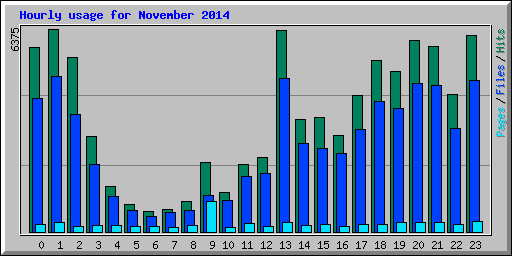 Hourly usage for November 2014
6375
Pages/Files/Hits
0 1 2 3 4 5 6 7 8 9 10 11 12 13 14 15 16 17 18 19 20 21 22 23